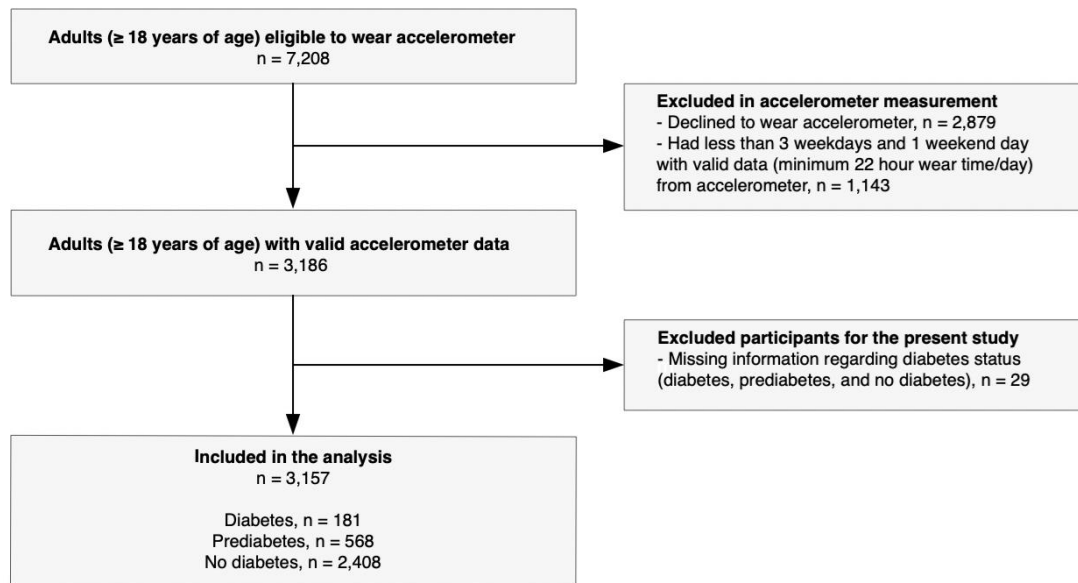 Adults (≥ 18 years of age) eligible to wear accelerometer
n = 7,208
Excluded in accelerometer measurement
- Declined to wear accelerometer, n = 2,879
- Had less than 3 weekdays and 1 weekend day
with valid data (minimum 22 hour wear time/day)
from accelerometer, n = 1,143
Adults (≥ 18 years of age) with valid accelerometer data
n = 3,186
Excluded participants for the present study
- Missing information regarding diabetes status
(diabetes, prediabetes, and no diabetes), n = 29
Included in the analysis
n = 3,157
Diabetes, n = 181
Prediabetes, n = 568
No diabetes, n = 2,408